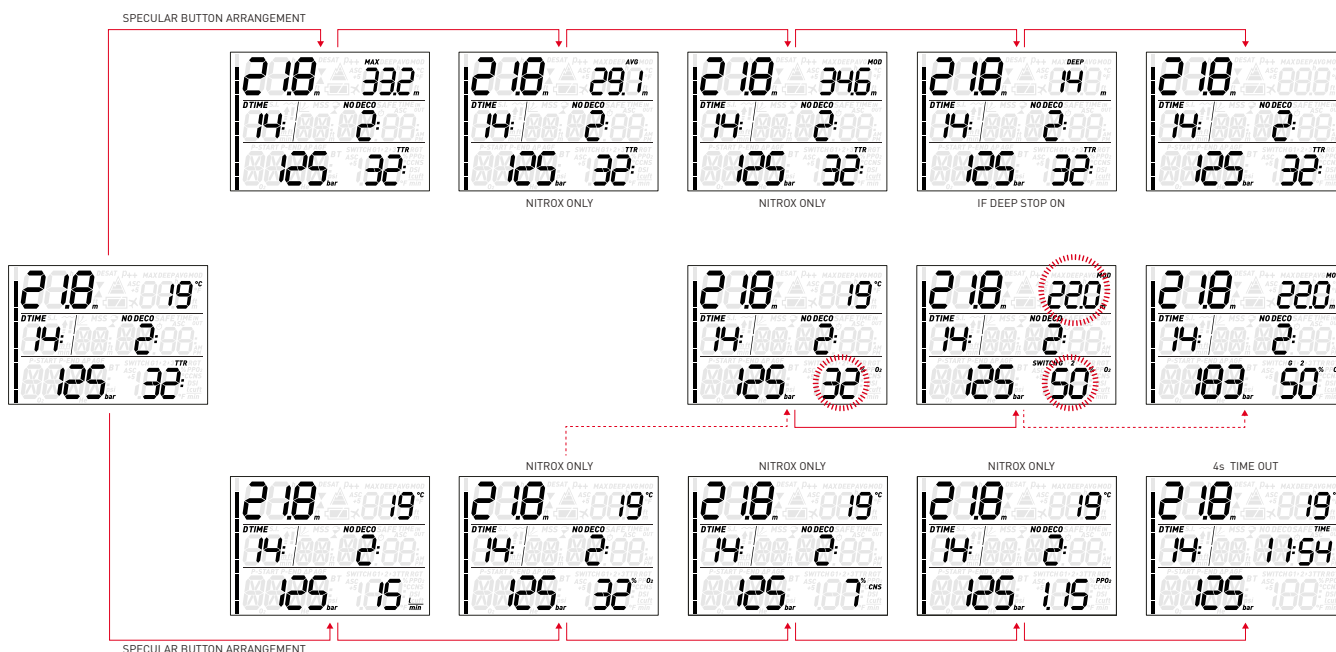 SPECULAR BUTTON ARRANGEMENT
MAX AVG MOD DEEP
21.8 m 33.2 m 21.8 m 29.1 m 21.8 m 34.6 m 21.8 m 14 m 21.8 m
DTIME NO DECO DTIME NO DECO DTIME NO DECO DTIME NO DECO DTIME NO DECO
14: 2: 14: 2: 14: 2: 14: 2: 14: 2:
TTR TTR TTR TTR TTR
125 bar 32: 125 bar 32: 125 bar 32: 125 bar 32: 125 bar 32:
NITROX ONLY NITROX ONLY IF DEEP STOP ON
21.8 m 19 °C 21.8 m 19 °C 21.8 m MOD 22.0 21.8 m 22.0 m
DTIME NO DECO DTIME NO DECO DTIME NO DECO DTIME NO DECO
14: 2: 14: 2: 14: 2: 14: 2:
TTR SWITCH G 2 G 2
125 bar 32: 125 bar 32 O2 125 bar 50 O2 183 bar 50 %
NITROX ONLY NITROX ONLY NITROX ONLY 4s TIME OUT
21.8 m 19 °C 21.8 m 19 °C 21.8 m 19 °C 21.8 m 19 °C 21.8 m 19 °C
DTIME NO DECO DTIME NO DECO DTIME NO DECO DTIME NO DECO DTIME TIME
14: 2: 14: 2: 14: 2: 14: 2: 14: 11:54
125 bar 15 l/min 125 bar 32 % O2 125 bar 7 % CNS 125 bar 1.15 PPO2 125 bar
SPECULAR BUTTON ARRANGEMENT